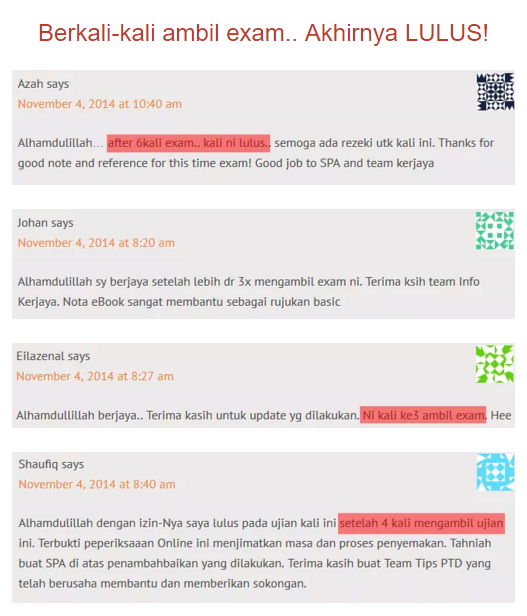 Berkali-kali ambil exam.. Akhirnya LULUS!
Azah says
November 4, 2014 at 10:40 am
Alhamdulillah... after 6kali exam.. kali ni lulus.. semoga ada rezeki utk kali ini. Thanks for
good note and reference for this time exam! Good job to SPA and team kerjaya
Johan says
November 4, 2014 at 8:20 am
Alhamdulillah sy berjaya setelah lebih dr 3x mengambil exam ni. Terima ksih team Info
Kerjaya. Nota eBook sangat membantu sebagai rujukan basic
Eilazenal says
November 4, 2014 at 8:27 am
Alhamdullillah berjaya.. Terima kasih untuk update yg dilakukan. Ni kali ke3 ambil exam. Hee
Shaufiq says
November 4, 2014 at 8:40 am
Alhamdulillah dengan izin-Nya saya lulus pada ujian kali ini setelah 4 kali mengambil ujian
ini. Terbukti peperiksaaan Online ini menjimatkan masa dan proses penyemakan. Tahniah
buat SPA di atas penambahbaikan yang dilakukan. Terima kasih buat Team Tips PTD yang
telah berusaha membantu dan memberikan sokongan.